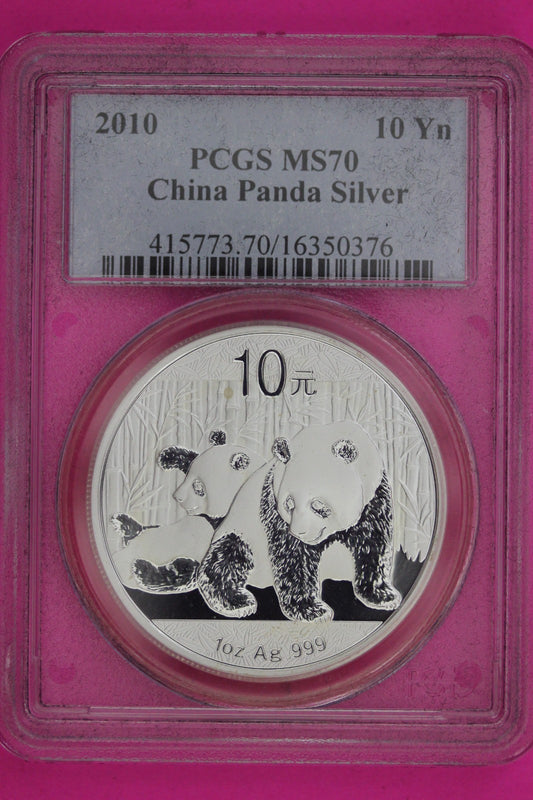 2010 10 Yn
PCGS MS70
China Panda Silver
415773.70/16350376
10元
1oz Ag 999